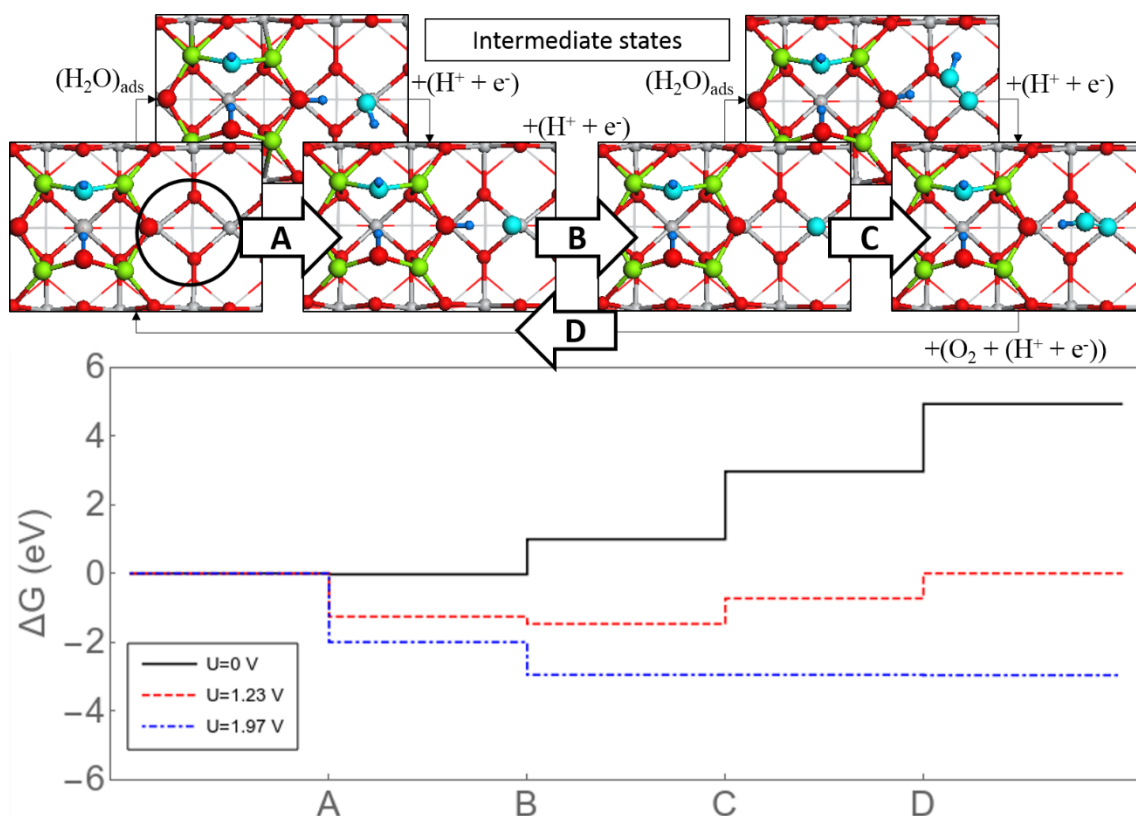 Intermediate states
(H₂O)ads
+(H⁺ + e⁻)
+(H⁺ + e⁻)
(H₂O)ads
+(H⁺ + e⁻)
A
B
C
D
+(O₂ + (H⁺ + e⁻))
6
4
2
0
−2
−4
−6
ΔG (eV)
U=0 V
U=1.23 V
U=1.97 V
A
B
C
D